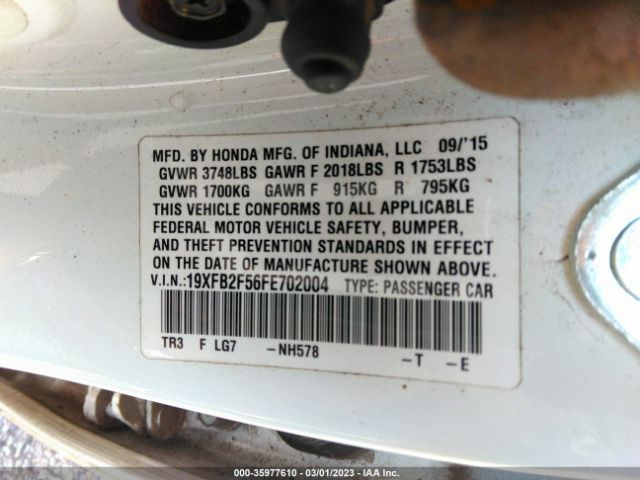 MFD. BY HONDA MFG. OF INDIANA, LLC 09/'15
GVWR 3748LBS GAWR F 2018LBS R 1753LBS
GVWR 1700KG GAWR F 915KG R 795KG
THIS VEHICLE CONFORMS TO ALL APPLICABLE
FEDERAL MOTOR VEHICLE SAFETY, BUMPER,
AND THEFT PREVENTION STANDARDS IN EFFECT
ON THE DATE OF MANUFACTURE SHOWN ABOVE.
V.I.N.:19XFB2F56FE702004 TYPE: PASSENGER CAR
TR3 F LG7 -NH578 -T -E
000-35977610 - 03/01/2023 - IAA Inc.